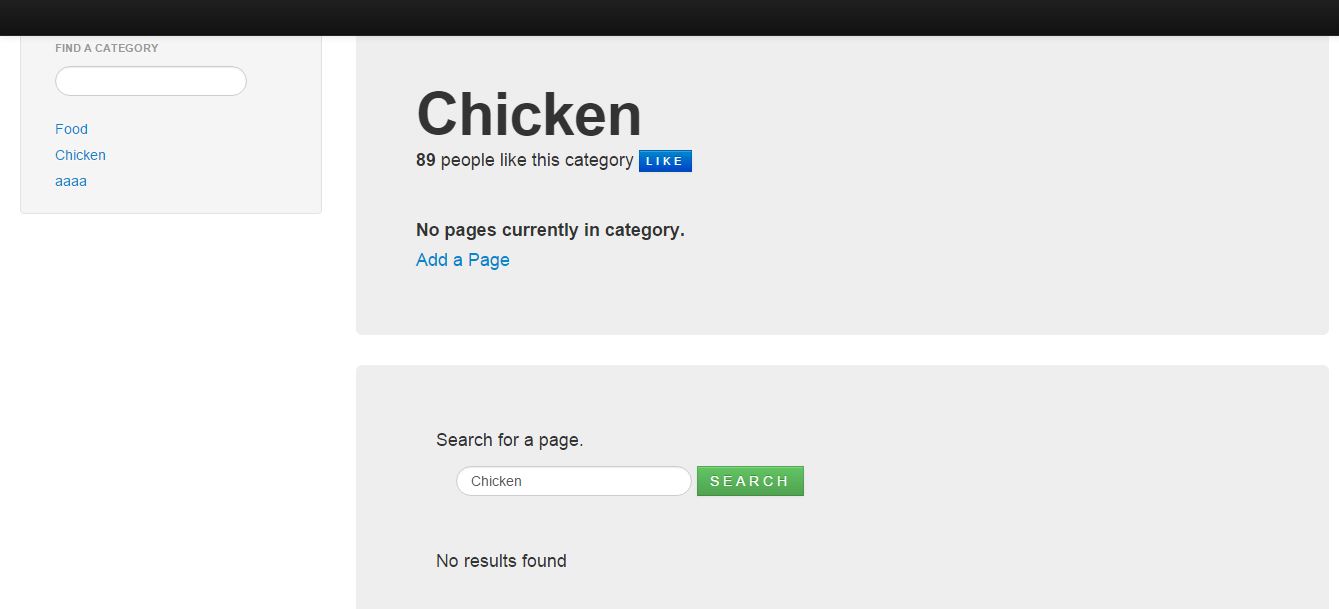 FIND A CATEGORY
Food
Chicken
aaaa
Chicken
89 people like this category LIKE
No pages currently in category.
Add a Page
Search for a page.
Chicken SEARCH
No results found